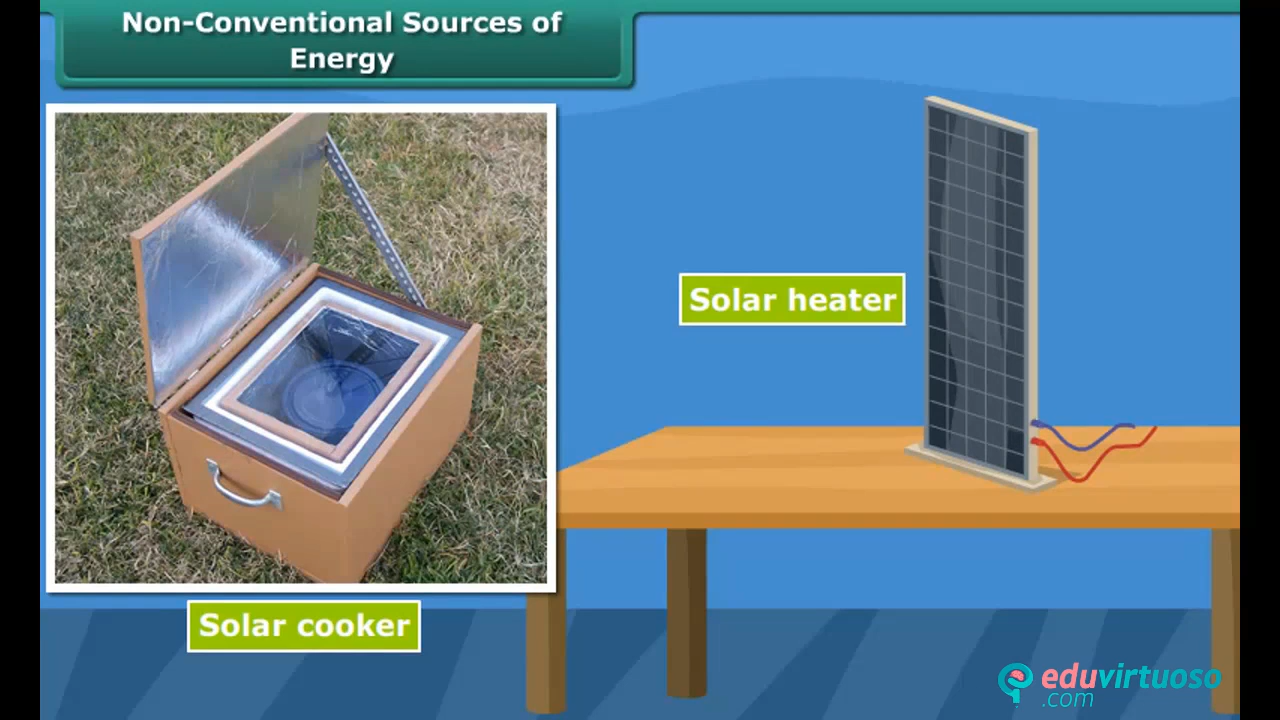 Non-Conventional Sources of
Energy
Solar heater
Solar cooker
eduvirtuoso
.com